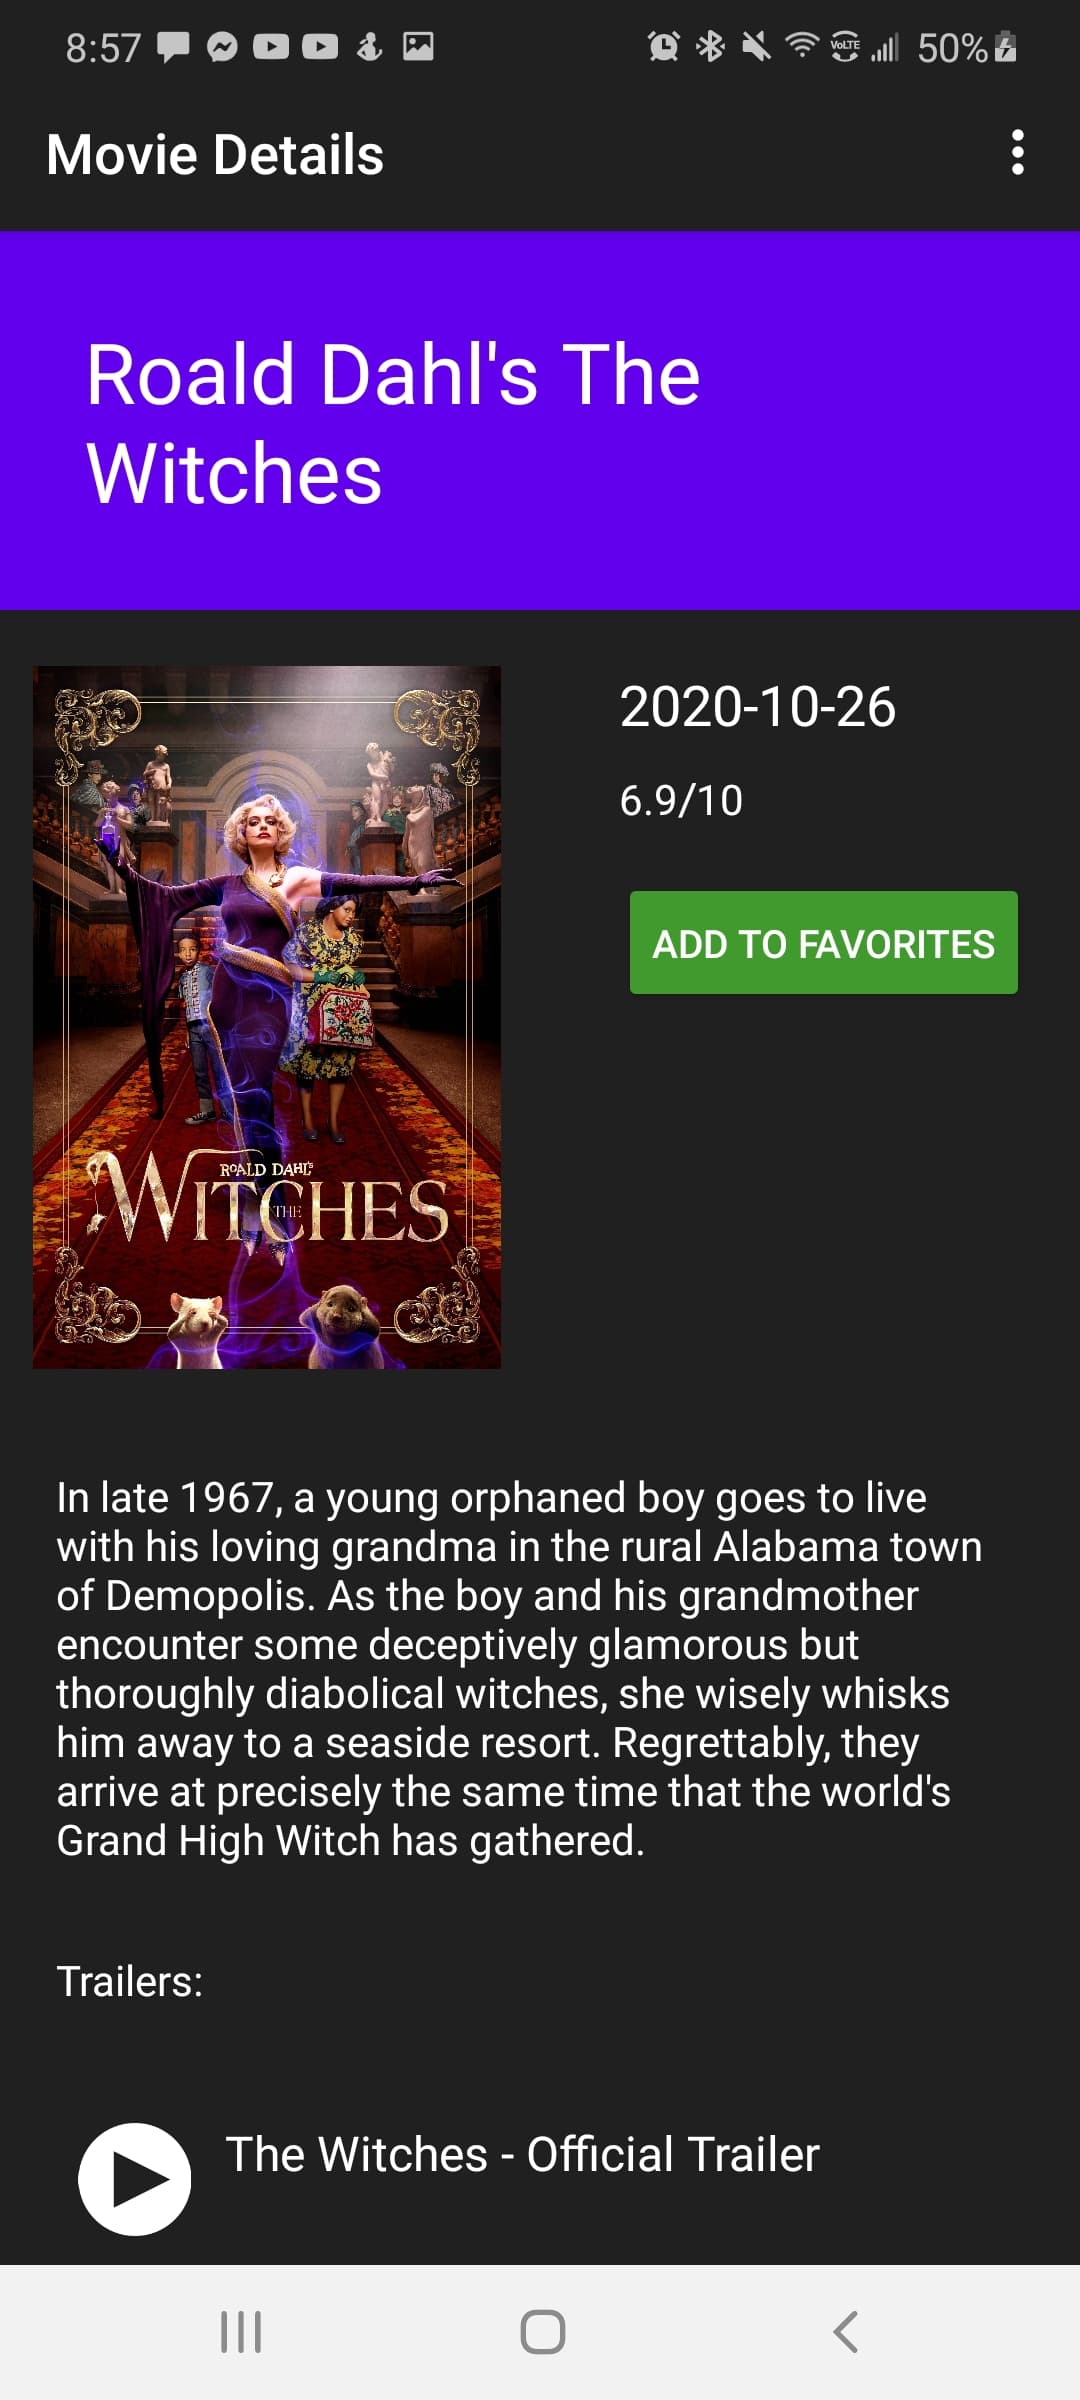 8:57
VoLTE
50%
Movie Details
Roald Dahl's The
Witches
2020-10-26
6.9/10
ADD TO FAVORITES
ROALD DAHL'S
THE
WITCHES
In late 1967, a young orphaned boy goes to live
with his loving grandma in the rural Alabama town
of Demopolis. As the boy and his grandmother
encounter some deceptively glamorous but
thoroughly diabolical witches, she wisely whisks
him away to a seaside resort. Regrettably, they
arrive at precisely the same time that the world's
Grand High Witch has gathered.
Trailers:
The Witches - Official Trailer